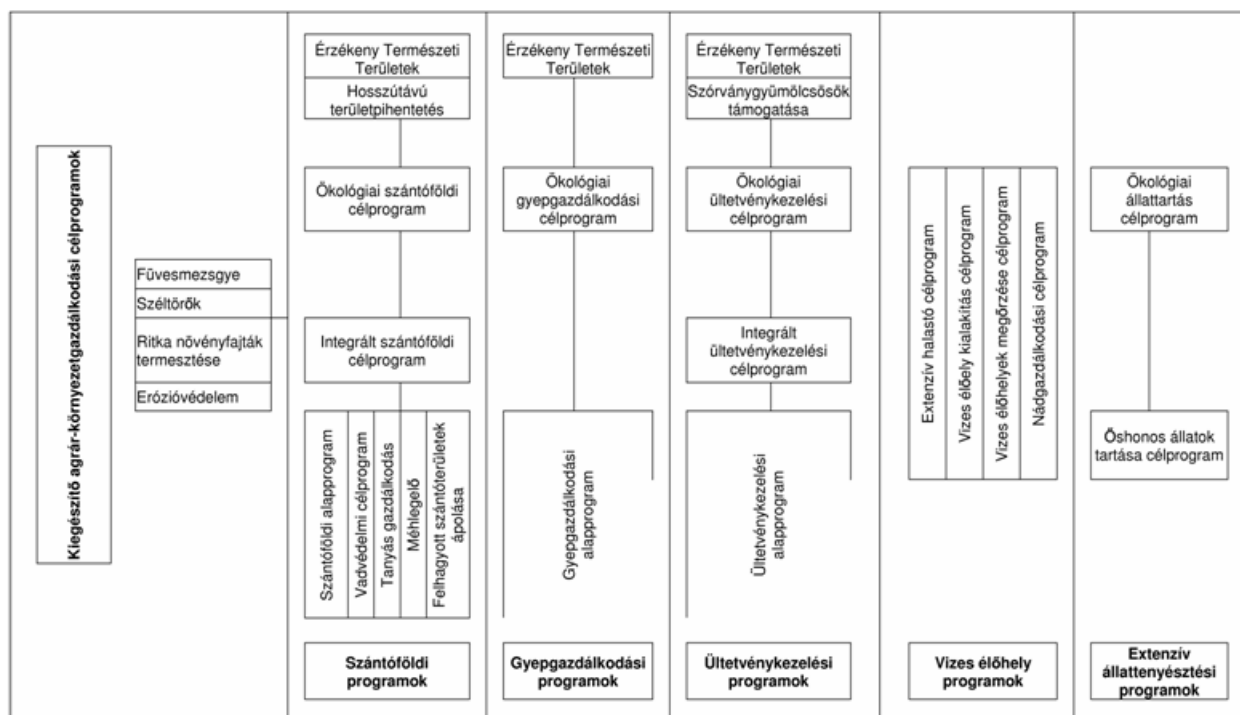 Kiegészítő agrár-környezetgazdálkodási célprogramok
Fűvesmezsgye
Széltörők
Ritka növényfajták
termesztése
Erózióvédelem
Érzékeny Természeti
Területek
Hosszútávú
területpihentetés
Ökológiai szántóföldi
célprogram
Integrált szántóföldi
célprogram
Szántóföldi alapprogram
Vadvédelmi célprogram
Tanyás gazdálkodás
Méhlegelő
Felhagyott szántóterületek
ápolása
Szántóföldi
programok
Érzékeny Természeti
Területek
Ökológiai
gyepgazdálkodási
célprogram
Gyepgazdálkodási
alapprogram
Gyepgazdálkodási
programok
Érzékeny Természeti
Területek
Szórványgyümölcsösök
támogatása
Ökológiai
ültetvénykezelési
célprogram
Integrált
ültetvénykezelési
célprogram
Ültetvénykezelési
alapprogram
Ültetvénykezelési
programok
Extenzív halastó célprogram
Vizes élőely kialakítás célprogram
Vizes élőhelyek megőrzése célprogram
Nádgazdálkodási célprogram
Vizes élőhely
programok
Ökológiai
állattartás
célprogram
Őshonos állatok
tartása célprogram
Extenzív
állattenyésztési
programok